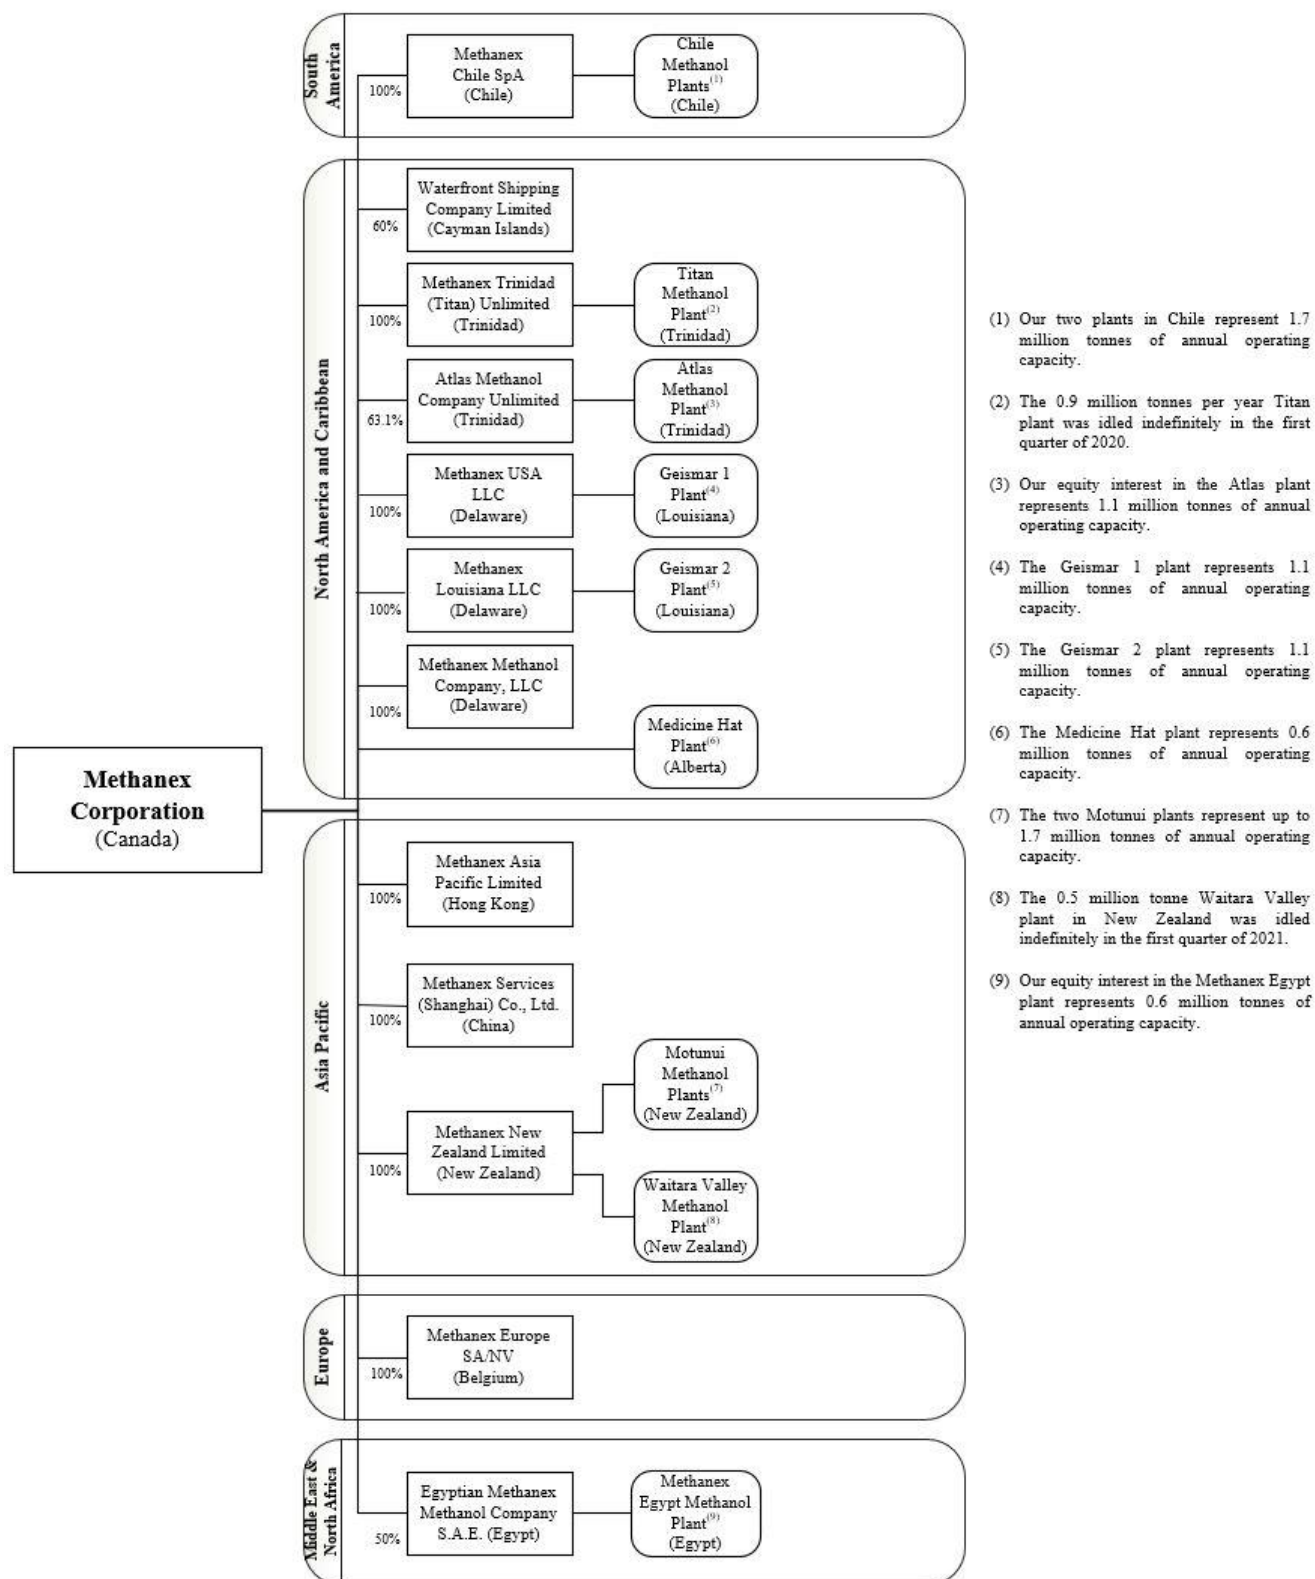 Methanex
Corporation
(Canada)
South
America
100%
Methanex
Chile SpA
(Chile)
Chile
Methanol
Plants(1)
(Chile)
North America and Caribbean
60%
Waterfront Shipping
Company Limited
(Cayman Islands)
100%
Methanex Trinidad
(Titan) Unlimited
(Trinidad)
Titan
Methanol
Plant(2)
(Trinidad)
63.1%
Atlas Methanol
Company Unlimited
(Trinidad)
Atlas
Methanol
Plant(3)
(Trinidad)
100%
Methanex USA
LLC
(Delaware)
Geismar 1
Plant(4)
(Louisiana)
100%
Methanex
Louisiana LLC
(Delaware)
Geismar 2
Plant(5)
(Louisiana)
100%
Methanex Methanol
Company, LLC
(Delaware)
Medicine Hat
Plant(6)
(Alberta)
Asia Pacific
100%
Methanex Asia
Pacific Limited
(Hong Kong)
100%
Methanex Services
(Shanghai) Co., Ltd.
(China)
100%
Methanex New
Zealand Limited
(New Zealand)
Motunui
Methanol
Plants(7)
(New Zealand)
Waitara Valley
Methanol
Plant(8)
(New Zealand)
Europe
100%
Methanex Europe
SA/NV
(Belgium)
Middle East &
North Africa
50%
Egyptian Methanex
Methanol Company
S.A.E. (Egypt)
Methanex
Egypt Methanol
Plant(9)
(Egypt)
(1) Our two plants in Chile represent 1.7
million tonnes of annual operating
capacity.
(2) The 0.9 million tonnes per year Titan
plant was idled indefinitely in the first
quarter of 2020.
(3) Our equity interest in the Atlas plant
represents 1.1 million tonnes of annual
operating capacity.
(4) The Geismar 1 plant represents 1.1
million tonnes of annual operating
capacity.
(5) The Geismar 2 plant represents 1.1
million tonnes of annual operating
capacity.
(6) The Medicine Hat plant represents 0.6
million tonnes of annual operating
capacity.
(7) The two Motunui plants represent up to
1.7 million tonnes of annual operating
capacity.
(8) The 0.5 million tonne Waitara Valley
plant in New Zealand was idled
indefinitely in the first quarter of 2021.
(9) Our equity interest in the Methanex Egypt
plant represents 0.6 million tonnes of
annual operating capacity.